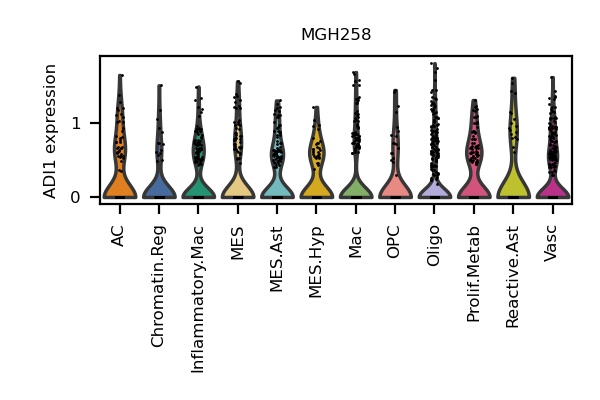 MGH258
ADI1 expression
1
0
AC
Chromatin.Reg
Inflammatory.Mac
MES
MES.Ast
MES.Hyp
Mac
OPC
Oligo
Prolif.Metab
Reactive.Ast
Vasc